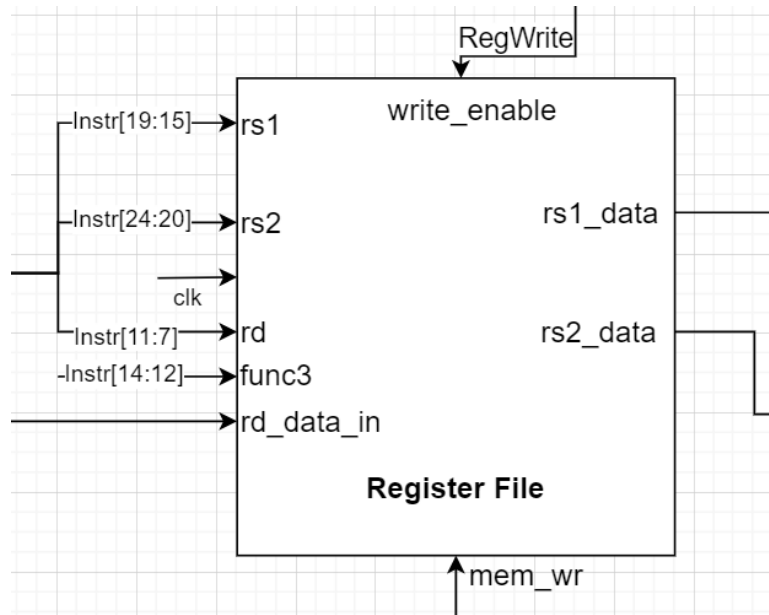 RegWrite
write_enable
Instr[19:15]
rs1
Instr[24:20]
rs2
rs1_data
clk
Instr[11:7]
rd
rs2_data
Instr[14:12]
func3
rd_data_in
Register File
mem_wr